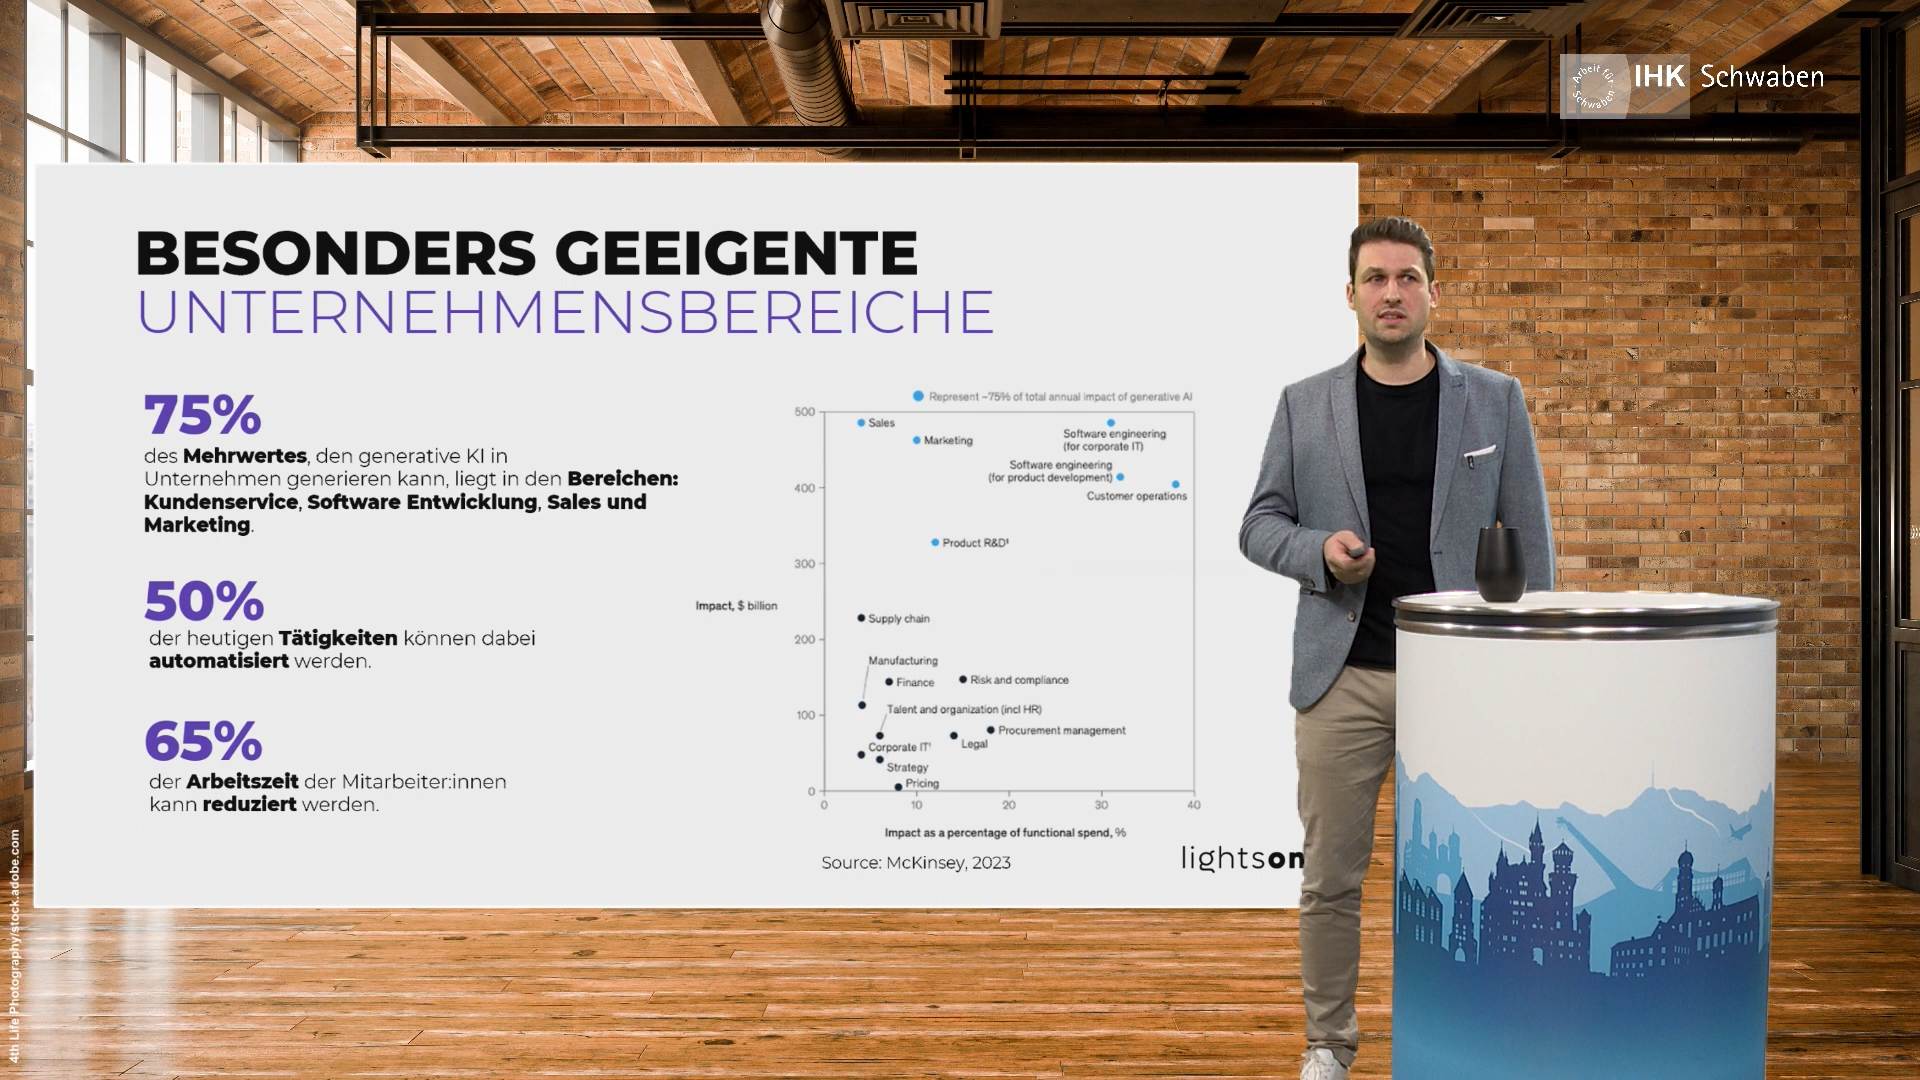 Arbeit für
Schwaben
IHK Schwaben
BESONDERS GEEIGENTE
UNTERNEHMENSBEREICHE
75%
des Mehrwertes, den generative KI in
Unternehmen generieren kann, liegt in den Bereichen:
Kundenservice, Software Entwicklung, Sales und
Marketing.
50%
der heutigen Tätigkeiten können dabei
automatisiert werden.
65%
der Arbeitszeit der Mitarbeiter:innen
kann reduziert werden.
Represent ~75% of total annual impact of generative AI
500
Sales
Marketing
Software engineering
(for corporate IT)
Software engineering
(for product development)
400
Customer operations
Product R&D¹
300
Impact, $ billion
Supply chain
200
Manufacturing
Finance
Risk and compliance
Talent and organization (incl HR)
100
Procurement management
Legal
Corporate IT¹
Strategy
Pricing
0
0 10 20 30 40
Impact as a percentage of functional spend, %
Source: McKinsey, 2023
lightson
4th Life Photography/stock.adobe.com